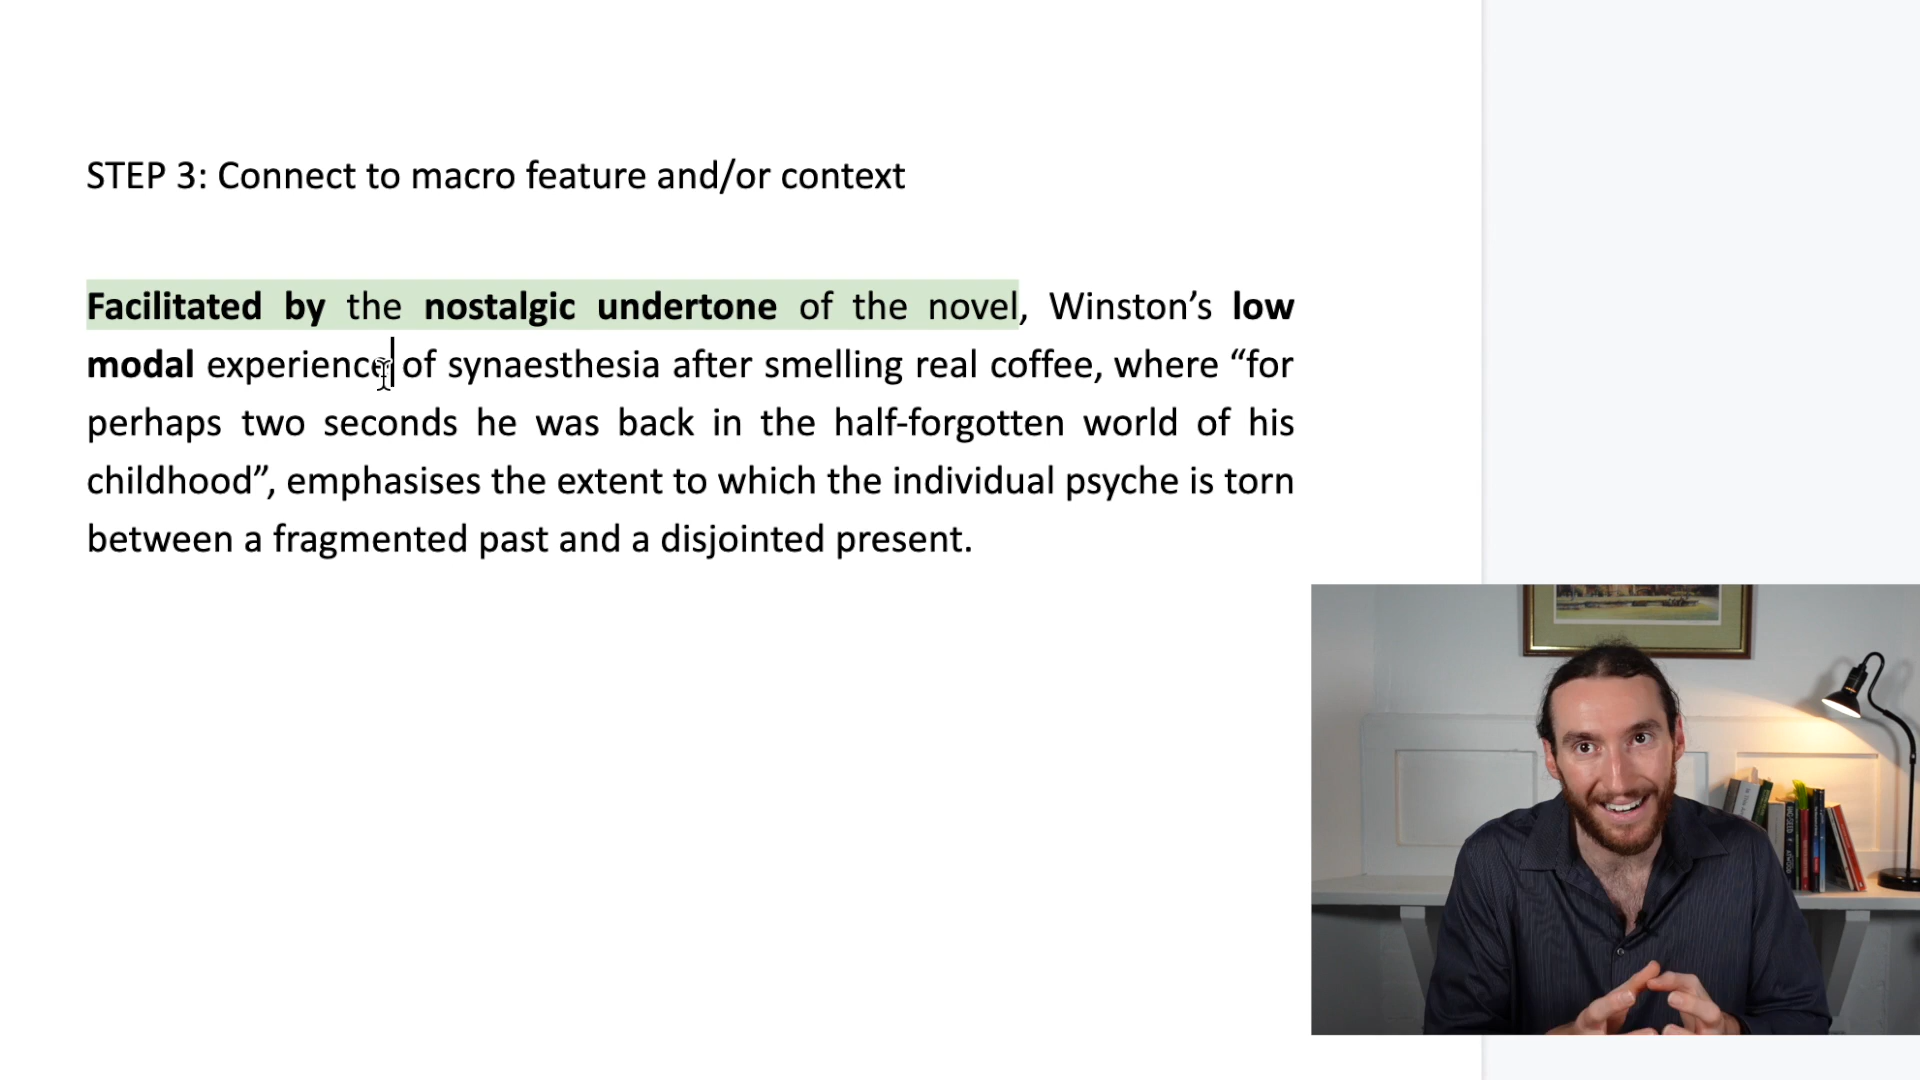 STEP 3: Connect to macro feature and/or context
Facilitated by the nostalgic undertone of the novel, Winston’s low
modal experience of synaesthesia after smelling real coffee, where “for
perhaps two seconds he was back in the half-forgotten world of his
childhood”, emphasises the extent to which the individual psyche is torn
between a fragmented past and a disjointed present.